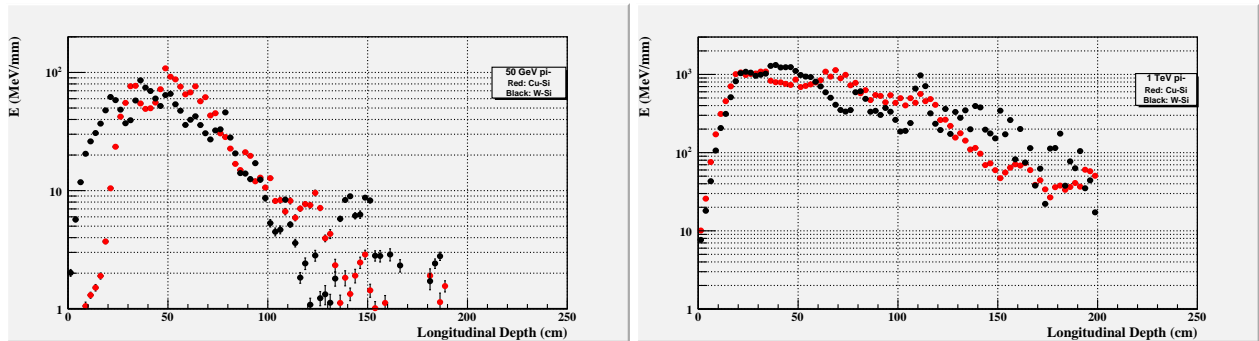 E (MeV/mm)
10²
10
1
50 GeV pi-
Red: Cu-Si
Black: W-Si
0 50 100 150 200 250
Longitudinal Depth (cm)
E (MeV/mm)
10³
10²
10
1
1 TeV pi-
Red: Cu-Si
Black: W-Si
0 50 100 150 200 250
Longitudinal Depth (cm)